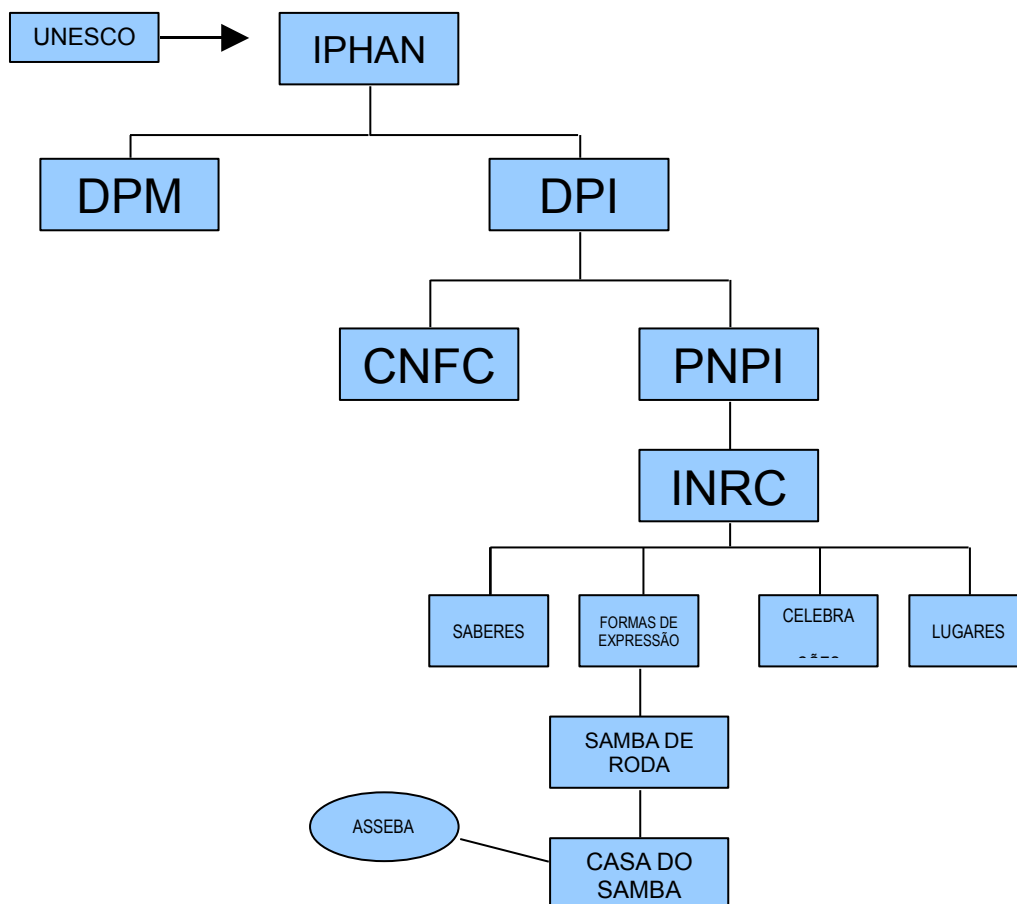 UNESCO
IPHAN
DPM
DPI
CNFC
PNPI
INRC
SABERES
FORMAS DE
EXPRESSÃO
CELEBRA
LUGARES
SAMBA DE
RODA
ASSEBA
CASA DO
SAMBA